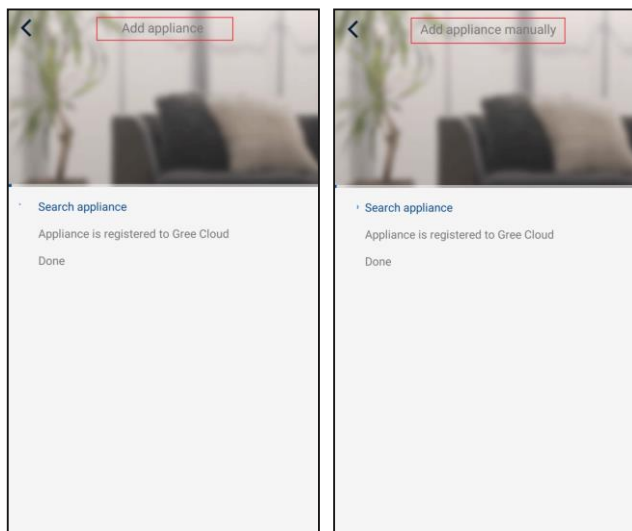 Add appliance
Search appliance
Appliance is registered to Gree Cloud
Done
Add appliance manually
Search appliance
Appliance is registered to Gree Cloud
Done